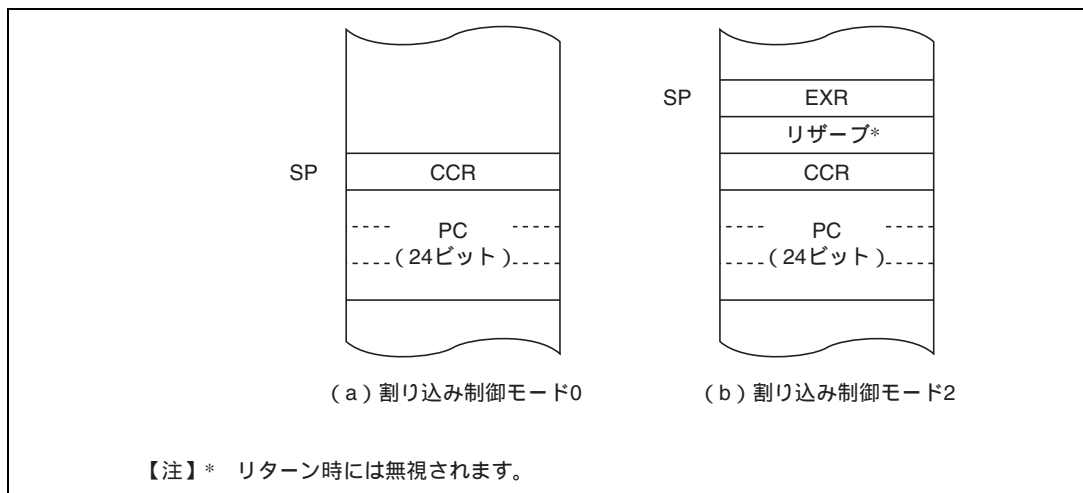 SP
CCR
PC
(24ビット)
(a)割り込み制御モード0
SP
EXR
リザーブ*
CCR
PC
(24ビット)
(b)割り込み制御モード2
【注】* リターン時には無視されます。